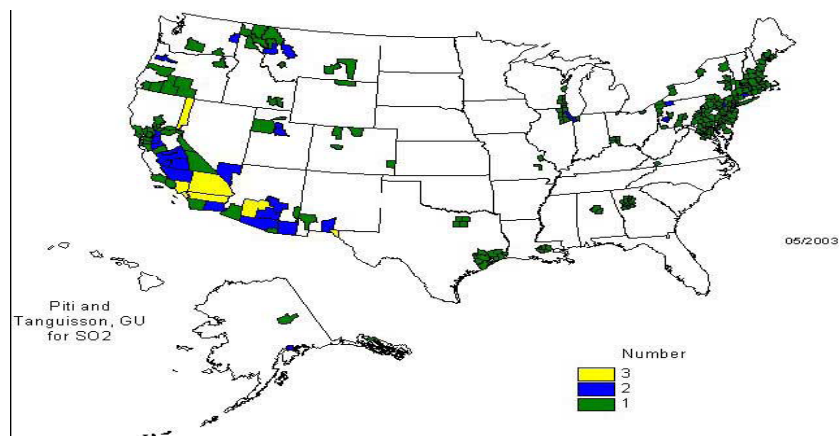 05/2003
Piti and
Tanguisson, GU
for SO2
Number
3
2
1